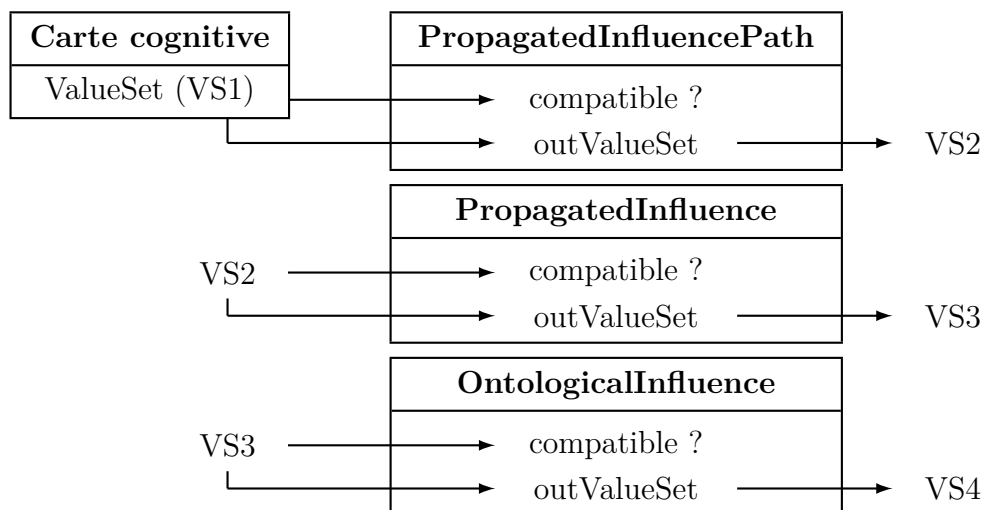 Carte cognitive
ValueSet (VS1)
PropagatedInfluencePath
compatible ?
outValueSet
VS2
PropagatedInfluence
VS2
compatible ?
outValueSet
VS3
OntologicalInfluence
VS3
compatible ?
outValueSet
VS4